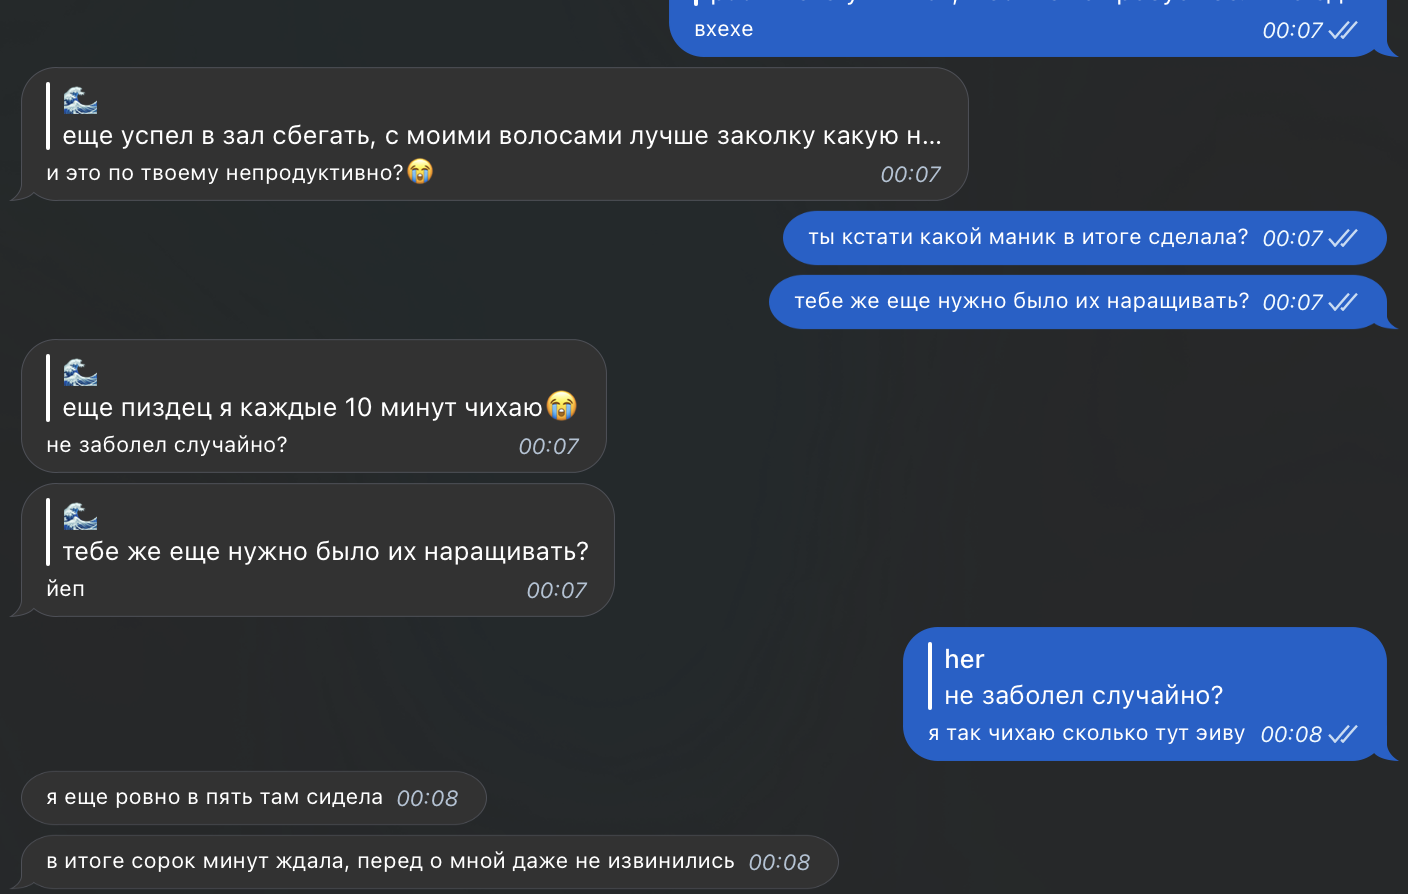 вхехе
00:07
🌊
еще успел в зал сбегать, с моими волосами лучше заколку какую н...
и это по твоему непродуктивно?😭
00:07
ты кстати какой маник в итоге сделала?
00:07
тебе же еще нужно было их наращивать?
00:07
🌊
еще пиздец я каждые 10 минут чихаю😭
не заболел случайно?
00:07
🌊
тебе же еще нужно было их наращивать?
йеп
00:07
her
не заболел случайно?
я так чихаю сколько тут эиву
00:08
я еще ровно в пять там сидела
00:08
в итоге сорок минут ждала, перед о мной даже не извинились
00:08